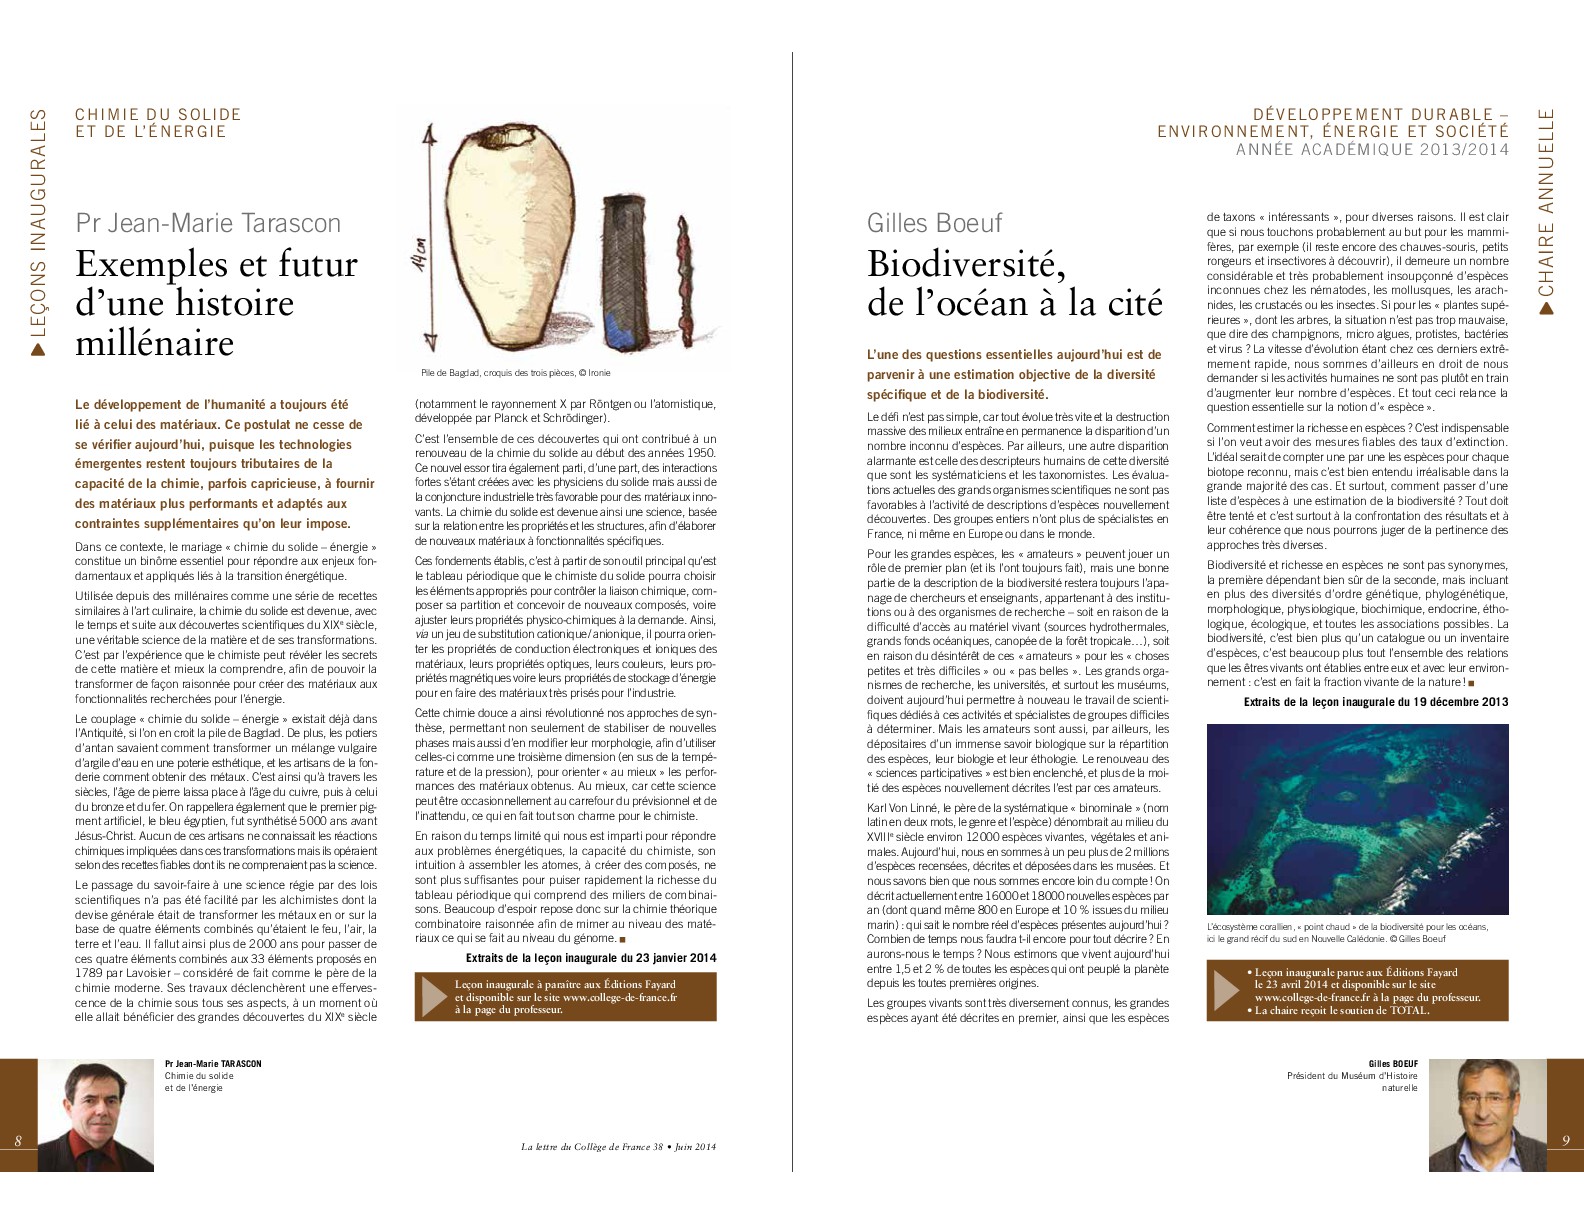 LEÇONS INAUGURALES
CHIMIE DU SOLIDE
ET DE L’ÉNERGIE
Pr Jean-Marie Tarascon
Exemples et futur
d’une histoire
millénaire
14 cm
Pile de Bagdad, croquis des trois pièces, © Ironie
Le développement de l’humanité a toujours été
lié à celui des matériaux. Ce postulat ne cesse de
se vérifier aujourd’hui, puisque les technologies
émergentes restent toujours tributaires de la
capacité de la chimie, parfois capricieuse, à fournir
des matériaux plus performants et adaptés aux
contraintes supplémentaires qu’on leur impose.
Dans ce contexte, le mariage « chimie du solide – énergie »
constitue un binôme essentiel pour répondre aux enjeux fon-
damentaux et appliqués liés à la transition énergétique.
Utilisée depuis des millénaires comme une série de recettes
similaires à l’art culinaire, la chimie du solide est devenue, avec
le temps et suite aux découvertes scientifiques du XIXe siècle,
une véritable science de la matière et de ses transformations.
C’est par l’expérience que le chimiste peut révéler les secrets
de cette matière et mieux la comprendre, afin de pouvoir la
transformer de façon raisonnée pour créer des matériaux aux
fonctionnalités recherchées pour l’énergie.
Le couplage « chimie du solide – énergie » existait déjà dans
l’Antiquité, si l’on en croit la pile de Bagdad. De plus, les potiers
d’antan savaient comment transformer un mélange vulgaire
d’argile d’eau en une poterie esthétique, et les artisans de la fon-
derie comment obtenir des métaux. C’est ainsi qu’à travers les
siècles, l’âge de pierre laissa place à l’âge du cuivre, puis à celui
du bronze et du fer. On rappellera également que le premier pig-
ment artificiel, le bleu égyptien, fut synthétisé 5000 ans avant
Jésus-Christ. Aucun de ces artisans ne connaissait les réactions
chimiques impliquées dans ces transformations mais ils opéraient
selon des recettes fiables dont ils ne comprenaient pas la science.
Le passage du savoir-faire à une science régie par des lois
scientifiques n’a pas été facilité par les alchimistes dont la
devise générale était de transformer les métaux en or sur la
base de quatre éléments combinés qu’étaient le feu, l’air, la
terre et l’eau. Il fallut ainsi plus de 2000 ans pour passer de
ces quatre éléments combinés aux 33 éléments proposés en
1789 par Lavoisier – considéré de fait comme le père de la
chimie moderne. Ses travaux déclenchèrent une efferves-
cence de la chimie sous tous ses aspects, à un moment où
elle allait bénéficier des grandes découvertes du XIXe siècle
(notamment le rayonnement X par Röntgen ou l’atomistique,
développée par Planck et Schrödinger).
C’est l’ensemble de ces découvertes qui ont contribué à un
renouveau de la chimie du solide au début des années 1950.
Ce nouvel essor tira également parti, d’une part, des interactions
fortes s’étant créées avec les physiciens du solide mais aussi de
la conjoncture industrielle très favorable pour des matériaux inno-
vants. La chimie du solide est devenue ainsi une science, basée
sur la relation entre les propriétés et les structures, afin d’élaborer
de nouveaux matériaux à fonctionnalités spécifiques.
Ces fondements établis, c’est à partir de son outil principal qu’est
le tableau périodique que le chimiste du solide pourra choisir
les éléments appropriés pour contrôler la liaison chimique, com-
poser sa partition et concevoir de nouveaux composés, voire
ajuster leurs propriétés physico-chimiques à la demande. Ainsi,
via un jeu de substitution cationique/anionique, il pourra orien-
ter les propriétés de conduction électroniques et ioniques des
matériaux, leurs propriétés optiques, leurs couleurs, leurs pro-
priétés magnétiques voire leurs propriétés de stockage d’énergie
pour en faire des matériaux très prisés pour l’industrie.
Cette chimie douce a ainsi révolutionné nos approches de syn-
thèse, permettant non seulement de stabiliser de nouvelles
phases mais aussi d’en modifier leur morphologie, afin d’utiliser
celles-ci comme une troisième dimension (en sus de la tempé-
rature et de la pression), pour orienter « au mieux » les perfor-
mances des matériaux obtenus. Au mieux, car cette science
peut être occasionnellement au carrefour du prévisionnel et de
l’inattendu, ce qui en fait tout son charme pour le chimiste.
En raison du temps limité qui nous est imparti pour répondre
aux problèmes énergétiques, la capacité du chimiste, son
intuition à assembler les atomes, à créer des composés, ne
sont plus suffisantes pour puiser rapidement la richesse du
tableau périodique qui comprend des miliers de combinai-
sons. Beaucoup d’espoir repose donc sur la chimie théorique
combinatoire raisonnée afin de mimer au niveau des maté-
riaux ce qui se fait au niveau du génome.
Extraits de la leçon inaugurale du 23 janvier 2014
Leçon inaugurale à paraître aux Éditions Fayard
et disponible sur le site www.college-de-france.fr
à la page du professeur.
Pr Jean-Marie TARASCON
Chimie du solide
et de l’énergie
8
La lettre du Collège de France 38 • Juin 2014
DÉVELOPPEMENT DURABLE –
ENVIRONNEMENT, ÉNERGIE ET SOCIÉTÉ
ANNÉE ACADÉMIQUE 2013/2014
CHAIRE ANNUELLE
Gilles Boeuf
Biodiversité,
de l’océan à la cité
L’une des questions essentielles aujourd’hui est de
parvenir à une estimation objective de la diversité
spécifique et de la biodiversité.
Le défi n’est pas simple, car tout évolue très vite et la destruction
massive des milieux entraîne en permanence la disparition d’un
nombre inconnu d’espèces. Par ailleurs, une autre disparition
alarmante est celle des descripteurs humains de cette diversité
que sont les systématiciens et les taxonomistes. Les évalua-
tions actuelles des grands organismes scientifiques ne sont pas
favorables à l’activité de descriptions d’espèces nouvellement
découvertes. Des groupes entiers n’ont plus de spécialistes en
France, ni même en Europe ou dans le monde.
Pour les grandes espèces, les « amateurs » peuvent jouer un
rôle de premier plan (et ils l’ont toujours fait), mais une bonne
partie de la description de la biodiversité restera toujours l’apa-
nage de chercheurs et enseignants, appartenant à des institu-
tions ou à des organismes de recherche – soit en raison de la
difficulté d’accès au matériel vivant (sources hydrothermales,
grands fonds océaniques, canopée de la forêt tropicale…), soit
en raison du désintérêt de ces « amateurs » pour les « choses
petites et très difficiles » ou « pas belles ». Les grands orga-
nismes de recherche, les universités, et surtout les muséums,
doivent aujourd’hui permettre à nouveau le travail de scienti-
fiques dédiés à ces activités et spécialistes de groupes difficiles
à déterminer. Mais les amateurs sont aussi, par ailleurs, les
dépositaires d’un immense savoir biologique sur la répartition
des espèces, leur biologie et leur éthologie. Le renouveau des
« sciences participatives » est bien enclenché, et plus de la moi-
tié des espèces nouvellement décrites l’est par ces amateurs.
Karl Von Linné, le père de la systématique « binominale » (nom
latin en deux mots, le genre et l’espèce) dénombrait au milieu du
XVIIIe siècle environ 12000 espèces vivantes, végétales et ani-
males. Aujourd’hui, nous en sommes à un peu plus de 2 millions
d’espèces recensées, décrites et déposées dans les musées. Et
nous savons bien que nous sommes encore loin du compte ! On
décrit actuellement entre 16000 et 18000 nouvelles espèces par
an (dont quand même 800 en Europe et 10 % issues du milieu
marin) : qui sait le nombre réel d’espèces présentes aujourd’hui ?
Combien de temps nous faudra t-il encore pour tout décrire ? En
aurons-nous le temps ? Nous estimons que vivent aujourd’hui
entre 1,5 et 2 % de toutes les espèces qui ont peuplé la planète
depuis les toutes premières origines.
Les groupes vivants sont très diversement connus, les grandes
espèces ayant été décrites en premier, ainsi que les espèces
de taxons « intéressants », pour diverses raisons. Il est clair
que si nous touchons probablement au but pour les mammi-
fères, par exemple (il reste encore des chauves-souris, petits
rongeurs et insectivores à découvrir), il demeure un nombre
considérable et très probablement insoupçonné d’espèces
inconnues chez les nématodes, les mollusques, les arach-
nides, les crustacés ou les insectes. Si pour les « plantes supé-
rieures », dont les arbres, la situation n’est pas trop mauvaise,
que dire des champignons, micro algues, protistes, bactéries
et virus ? La vitesse d’évolution étant chez ces derniers extrê-
mement rapide, nous sommes d’ailleurs en droit de nous
demander si les activités humaines ne sont pas plutôt en train
d’augmenter leur nombre d’espèces. Et tout ceci relance la
question essentielle sur la notion d’« espèce ».
Comment estimer la richesse en espèces ? C’est indispensable
si l’on veut avoir des mesures fiables des taux d’extinction.
L’idéal serait de compter une par une les espèces pour chaque
biotope reconnu, mais c’est bien entendu irréalisable dans la
grande majorité des cas. Et surtout, comment passer d’une
liste d’espèces à une estimation de la biodiversité ? Tout doit
être tenté et c’est surtout à la confrontation des résultats et à
leur cohérence que nous pourrons juger de la pertinence des
approches très diverses.
Biodiversité et richesse en espèces ne sont pas synonymes,
la première dépendant bien sûr de la seconde, mais incluant
en plus des diversités d’ordre génétique, phylogénétique,
morphologique, physiologique, biochimique, endocrine, étho-
logique, écologique, et toutes les associations possibles. La
biodiversité, c’est bien plus qu’un catalogue ou un inventaire
d’espèces, c’est beaucoup plus tout l’ensemble des relations
que les êtres vivants ont établies entre eux et avec leur environ-
nement : c’est en fait la fraction vivante de la nature !
Extraits de la leçon inaugurale du 19 décembre 2013
L’écosystème corallien, « point chaud » de la biodiversité pour les océans,
ici le grand récif du sud en Nouvelle Calédonie. © Gilles Boeuf
• Leçon inaugurale parue aux Éditions Fayard
le 23 avril 2014 et disponible sur le site
www.college-de-france.fr à la page du professeur.
• La chaire reçoit le soutien de TOTAL.
Gilles BOEUF
Président du Muséum d’Histoire
naturelle
9